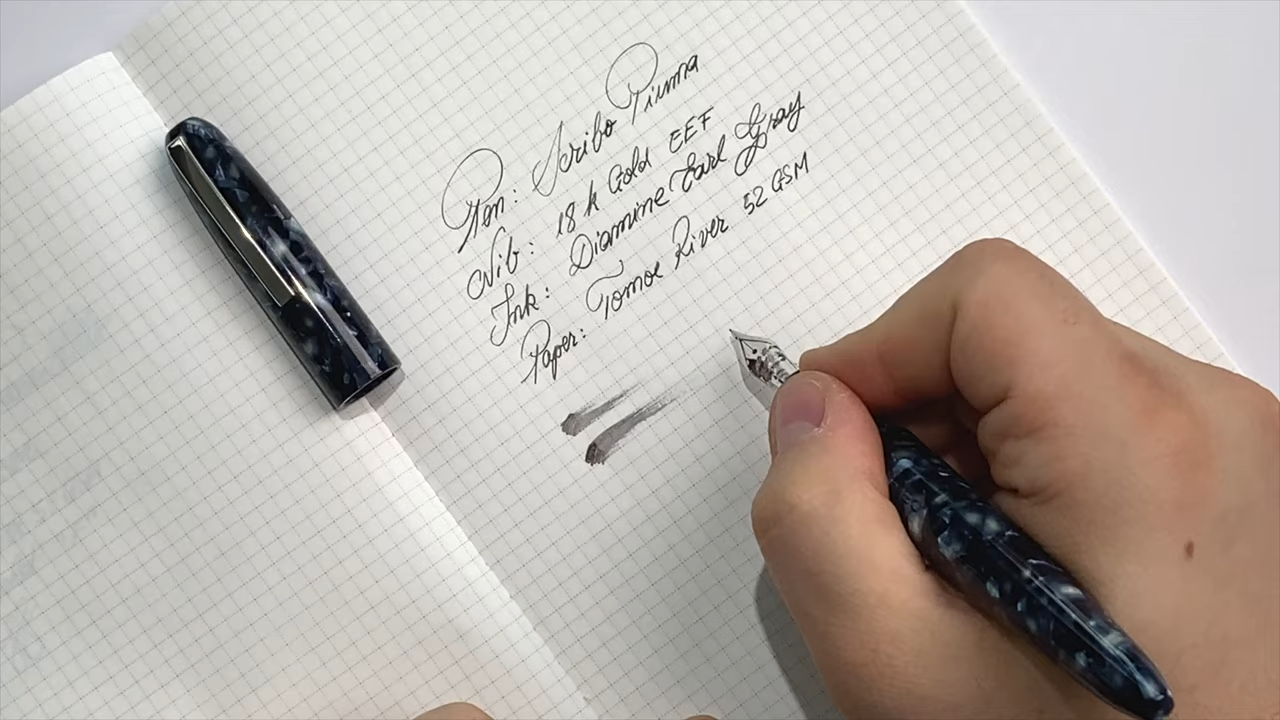 Pen: Scribo Piuma
Nib: 18 k Gold EEF
Ink: Diamine Earl Gray
Paper: Tomoe River 52 GSM